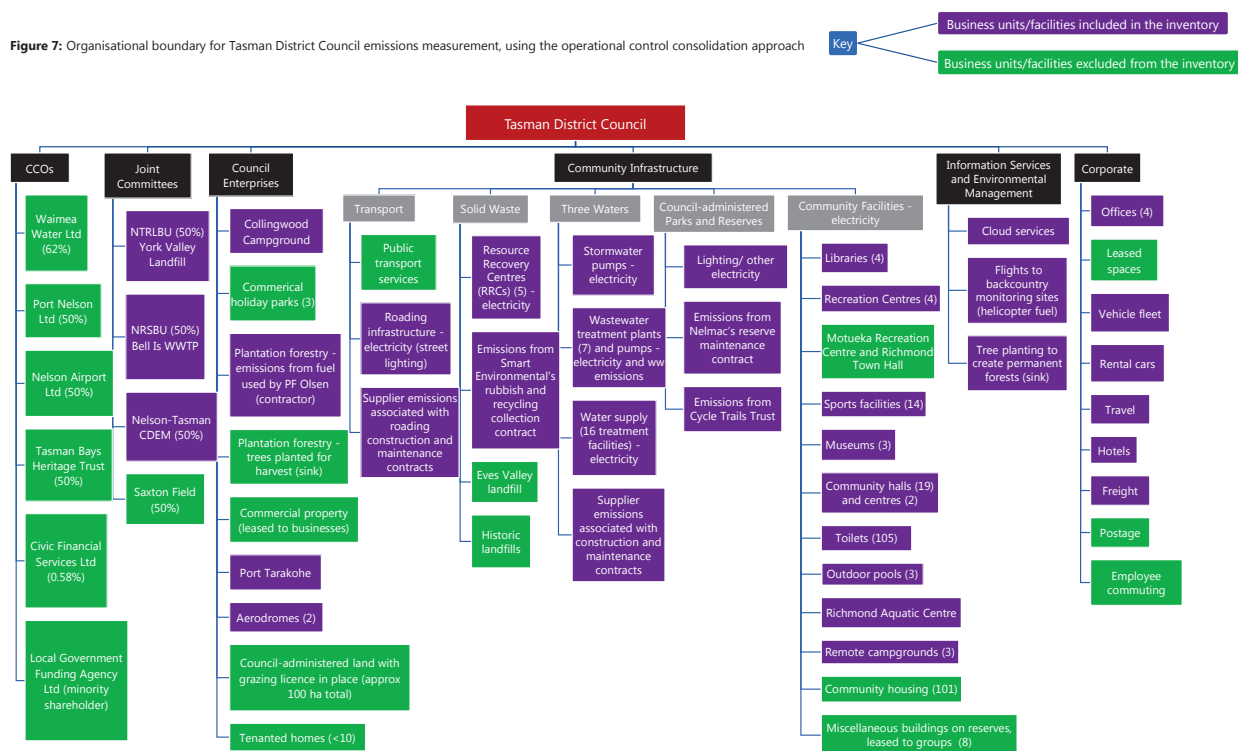 Figure 7: Organisational boundary for Tasman District Council emissions measurement, using the operational control consolidation approach
Key
Business units/facilities included in the inventory
Business units/facilities excluded from the inventory
Tasman District Council
CCOs
Waimea
Water Ltd
(62%)
Port Nelson
Ltd (50%)
Nelson Airport
Ltd (50%)
Tasman Bays
Heritage Trust
(50%)
Civic Financial
Services Ltd
(0.58%)
Local Government
Funding Agency
Ltd (minority
shareholder)
Joint
Committees
NTRLBU (50%)
York Valley
Landfill
NRSBU (50%)
Bell Is WWTP
Nelson-Tasman
CDEM (50%)
Saxton Field
(50%)
Council
Enterprises
Collingwood
Campground
Commerical
holiday parks (3)
Plantation forestry -
emissions from fuel
used by PF Olsen
(contractor)
Plantation forestry -
trees planted for
harvest (sink)
Commercial property
(leased to businesses)
Port Tarakohe
Aerodromes (2)
Council-administered land with
grazing licence in place (approx
100 ha total)
Tenanted homes (<10)
Community Infrastructure
Transport
Public
transport
services
Roading
infrastructure -
electricity (street
lighting)
Supplier emissions
associated with
roading
construction and
maintenance
contracts
Solid Waste
Resource
Recovery
Centres
(RRCs) (5) -
electricity
Emissions from
Smart
Environmental's
rubbish and
recycling
collection
contract
Eves Valley
landfill
Historic
landfills
Three Waters
Stormwater
pumps -
electricity
Wastewater
treatment plants
(7) and pumps -
electricity and ww
emissions
Water supply
(16 treatment
facilities) -
electricity
Supplier
emissions
associated with
construction and
maintenance
contracts
Council-administered
Parks and Reserves
Lighting/ other
electricity
Emissions from
Nelmac's reserve
maintenance
contract
Emissions from
Cycle Trails Trust
Community Facilities -
electricity
Libraries (4)
Recreation Centres (4)
Motueka Recreation
Centre and Richmond
Town Hall
Sports facilities (14)
Museums (3)
Community halls (19)
and centres (2)
Toilets (105)
Outdoor pools (3)
Richmond Aquatic Centre
Remote campgrounds (3)
Community housing (101)
Miscellaneous buildings on reserves,
leased to groups (8)
Information Services
and Environmental
Management
Cloud services
Flights to
backcountry
monitoring sites
(helicopter fuel)
Tree planting to
create permanent
forests (sink)
Corporate
Offices (4)
Leased
spaces
Vehicle fleet
Rental cars
Travel
Hotels
Freight
Postage
Employee
commuting